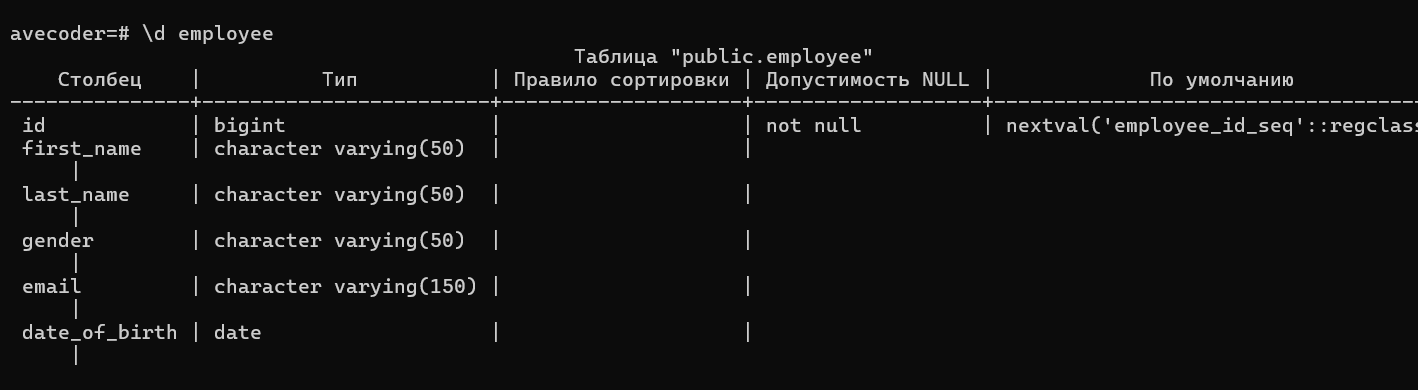 avecoder=# \d employee
Таблица "public.employee"
Столбец | Тип | Правило сортировки | Допустимость NULL | По умолчанию
---------------+------------------------+--------------------+-------------------+------------------------------------
id | bigint | | not null | nextval('employee_id_seq'::regclas
first_name | character varying(50) | |
|
last_name | character varying(50) | |
|
gender | character varying(50) | |
|
email | character varying(150) | |
|
date_of_birth | date | |
|